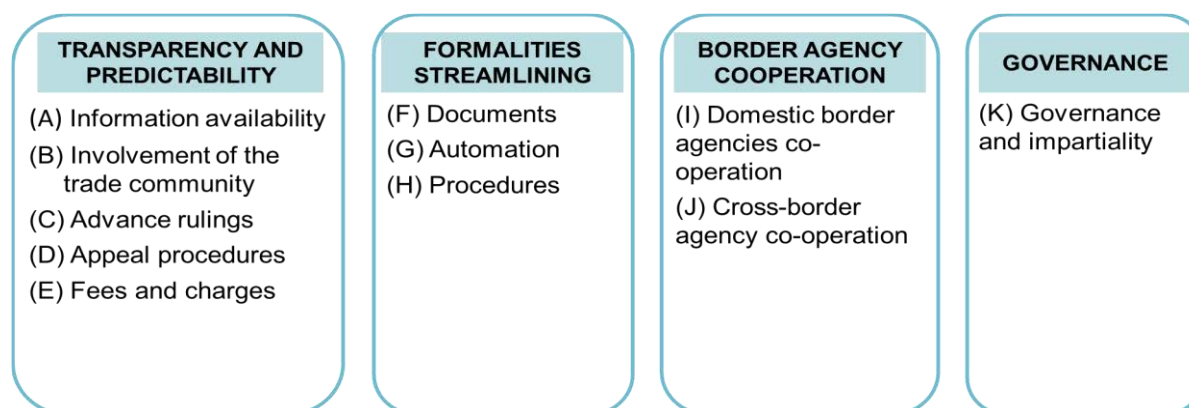 TRANSPARENCY AND
PREDICTABILITY
(A) Information availability
(B) Involvement of the
trade community
(C) Advance rulings
(D) Appeal procedures
(E) Fees and charges
FORMALITIES
STREAMLINING
(F) Documents
(G) Automation
(H) Procedures
BORDER AGENCY
COOPERATION
(I) Domestic border
agencies co-
operation
(J) Cross-border
agency co-operation
GOVERNANCE
(K) Governance
and impartiality